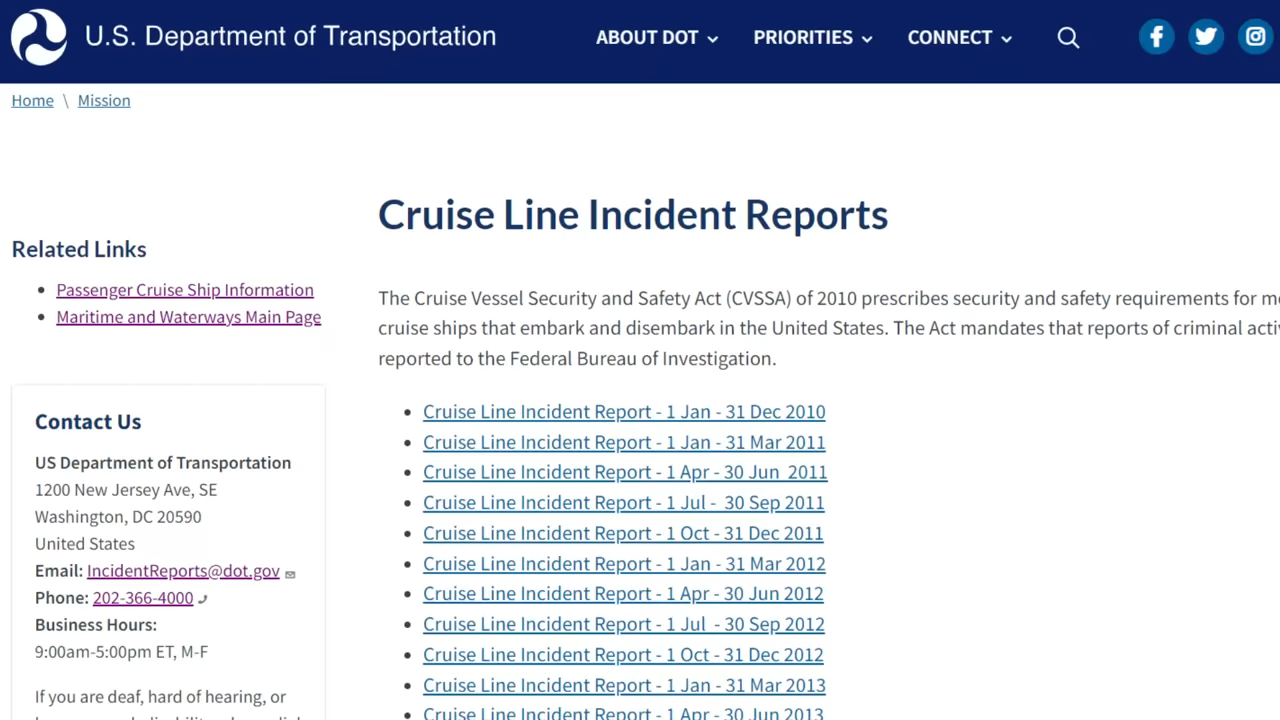 U.S. Department of Transportation
ABOUT DOT
PRIORITIES
CONNECT
Home \ Mission
Related Links
Passenger Cruise Ship Information
Maritime and Waterways Main Page
Contact Us
US Department of Transportation
1200 New Jersey Ave, SE
Washington, DC 20590
United States
Email: IncidentReports@dot.gov
Phone: 202-366-4000
Business Hours:
9:00am-5:00pm ET, M-F
If you are deaf, hard of hearing, or
Cruise Line Incident Reports
The Cruise Vessel Security and Safety Act (CVSSA) of 2010 prescribes security and safety requirements for
cruise ships that embark and disembark in the United States. The Act mandates that reports of criminal
reported to the Federal Bureau of Investigation.
Cruise Line Incident Report - 1 Jan - 31 Dec 2010
Cruise Line Incident Report - 1 Jan - 31 Mar 2011
Cruise Line Incident Report - 1 Apr - 30 Jun 2011
Cruise Line Incident Report - 1 Jul - 30 Sep 2011
Cruise Line Incident Report - 1 Oct - 31 Dec 2011
Cruise Line Incident Report - 1 Jan - 31 Mar 2012
Cruise Line Incident Report - 1 Apr - 30 Jun 2012
Cruise Line Incident Report - 1 Jul - 30 Sep 2012
Cruise Line Incident Report - 1 Oct - 31 Dec 2012
Cruise Line Incident Report - 1 Jan - 31 Mar 2013
Cruise Line Incident Report - 1 Apr - 30 Jun 2013